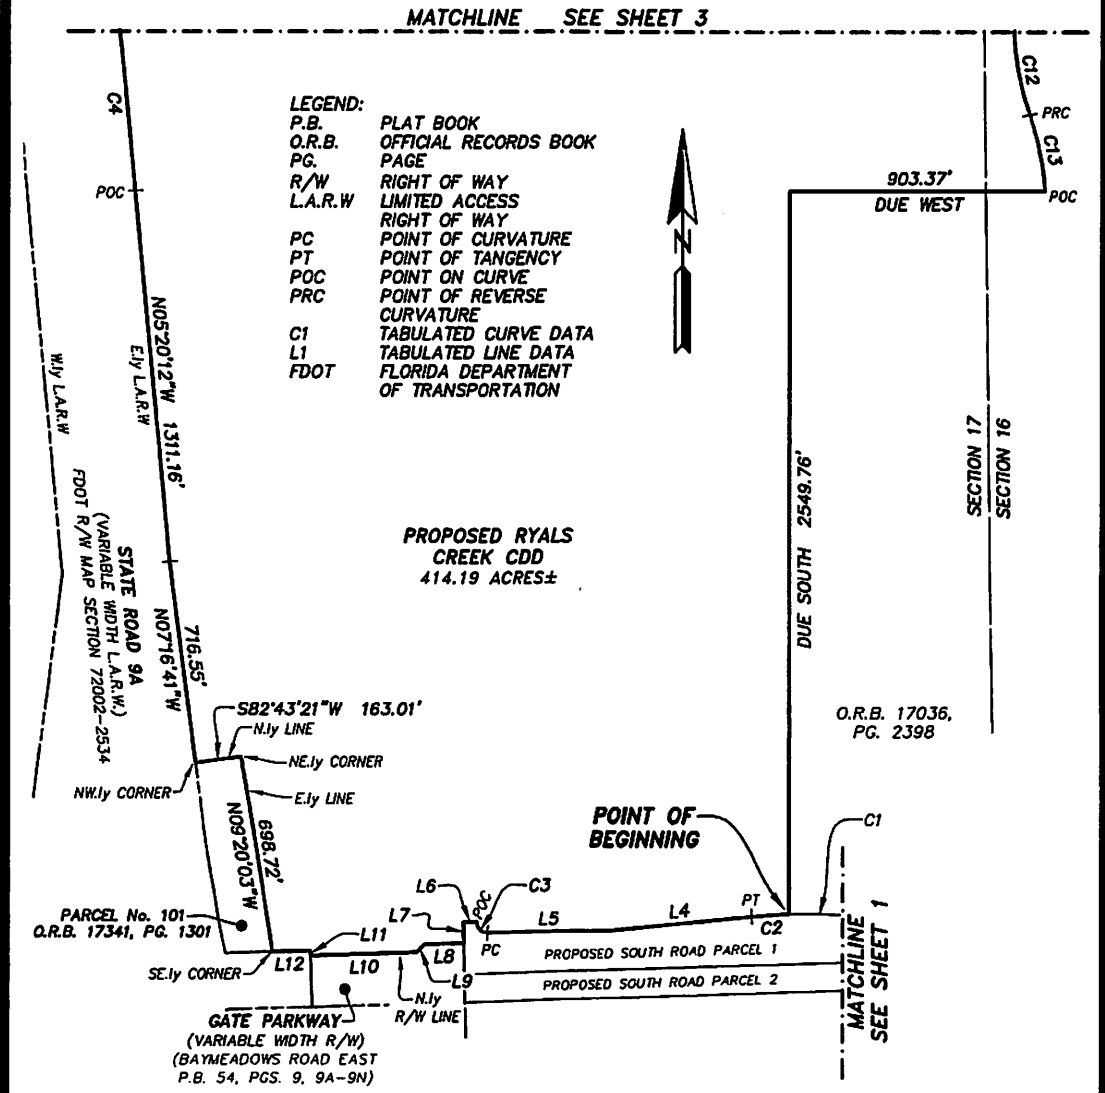 MATCHLINE SEE SHEET 3
C4
POC
LEGEND:
P.B. PLAT BOOK
O.R.B. OFFICIAL RECORDS BOOK
PG. PAGE
R/W RIGHT OF WAY
L.A.R.W LIMITED ACCESS
RIGHT OF WAY
PC POINT OF CURVATURE
PT POINT OF TANGENCY
POC POINT ON CURVE
PRC POINT OF REVERSE
CURVATURE
C1 TABULATED CURVE DATA
L1 TABULATED LINE DATA
FDOT FLORIDA DEPARTMENT
OF TRANSPORTATION
N
C12
PRC
C13
903.37'
DUE WEST
POC
N05°20'12"W 1311.16'
E.ly L.A.R.W
W.ly L.A.R.W
STATE ROAD 9A
(VARIABLE WIDTH L.A.R.W.)
FDOT R/W MAP SECTION 72002-2534
716.55'
N07°16'41"W
PROPOSED RYALS
CREEK CDD
414.19 ACRES±
DUE SOUTH 2549.76'
SECTION 17
SECTION 16
O.R.B. 17036,
PG. 2398
S82°43'21"W 163.01'
N.ly LINE
NE.ly CORNER
NW.ly CORNER
E.ly LINE
698.72'
N09°20'03"W
POINT OF
BEGINNING
C1
PARCEL No. 101
O.R.B. 17341, PG. 1301
SE.ly CORNER
L12
L11
L10
L9
L8
L7
L6
POC
C3
PC
L5
L4
PT
C2
PROPOSED SOUTH ROAD PARCEL 1
PROPOSED SOUTH ROAD PARCEL 2
N.ly
R/W LINE
GATE PARKWAY
(VARIABLE WIDTH R/W)
(BAYMEADOWS ROAD EAST
P.B. 54, PGS. 9, 9A-9N)
MATCHLINE
SEE SHEET 1